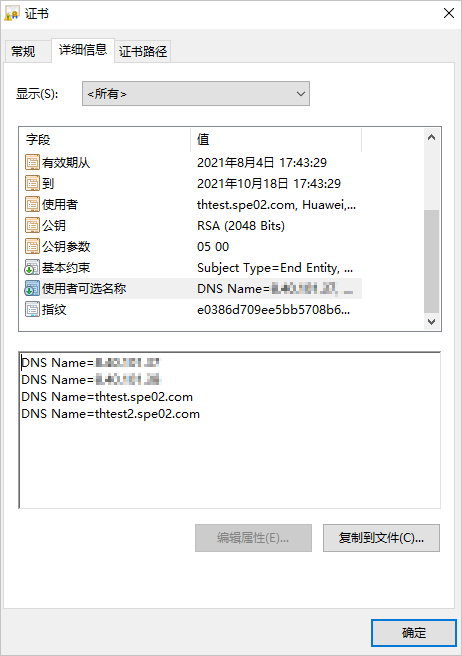 证书
常规 详细信息 证书路径
显示(S): <所有>
字段 值
有效期从 2021年8月4日 17:43:29
到 2021年10月18日 17:43:29
使用者 thtest.spe02.com, Huawei,...
公钥 RSA (2048 Bits)
公钥参数 05 00
基本约束 Subject Type=End Entity, ...
使用者可选名称 DNS Name= ...
指纹 e0386d709ee5bb5708b6...
DNS Name=
DNS Name=
DNS Name=thtest.spe02.com
DNS Name=thtest2.spe02.com
编辑属性(E)... 复制到文件(C)...
确定